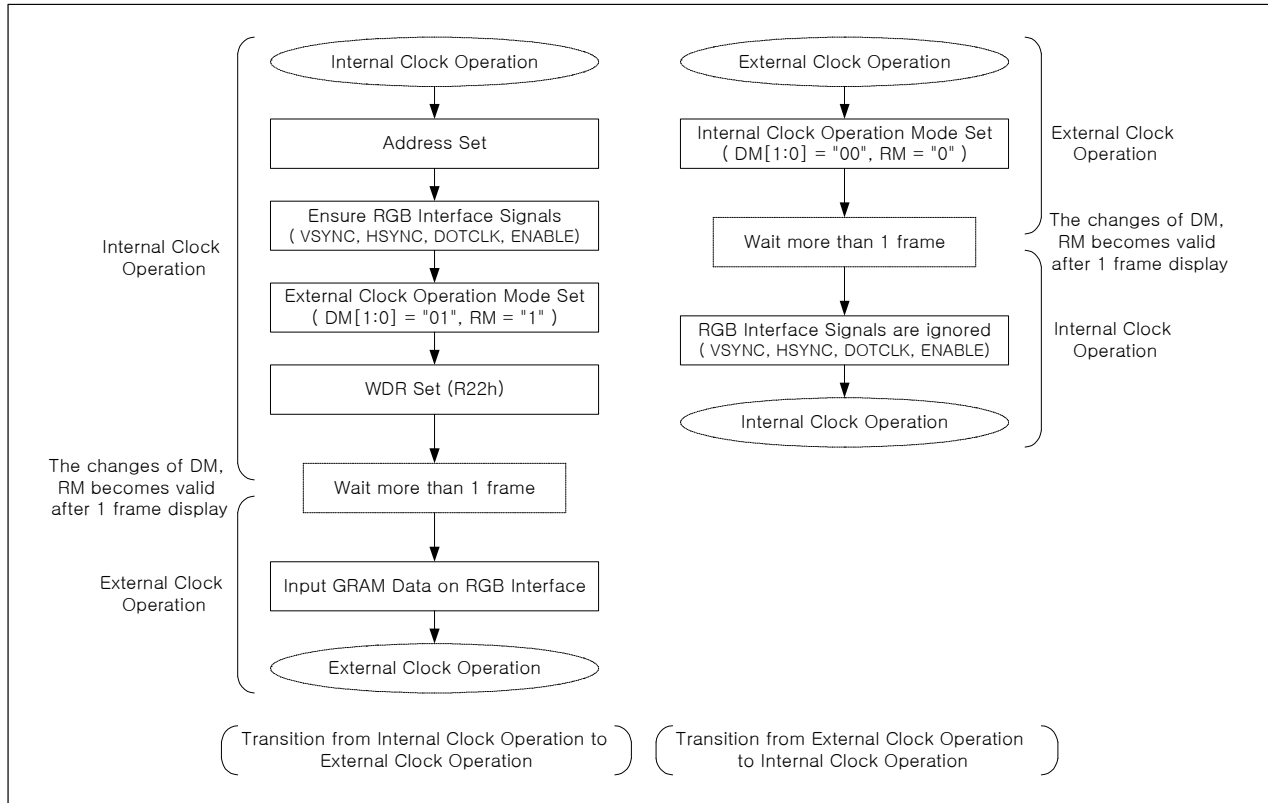 Internal Clock Operation
Address Set
Ensure RGB Interface Signals
( VSYNC, HSYNC, DOTCLK, ENABLE)
Internal Clock
Operation
External Clock Operation Mode Set
( DM[1:0] = "01", RM = "1" )
WDR Set (R22h)
The changes of DM,
RM becomes valid
after 1 frame display
Wait more than 1 frame
Input GRAM Data on RGB Interface
External Clock
Operation
External Clock Operation
Transition from Internal Clock Operation to
External Clock Operation
External Clock Operation
Internal Clock Operation Mode Set
( DM[1:0] = "00", RM = "0" )
External Clock
Operation
Wait more than 1 frame
The changes of DM,
RM becomes valid
after 1 frame display
RGB Interface Signals are ignored
( VSYNC, HSYNC, DOTCLK, ENABLE)
Internal Clock
Operation
Internal Clock Operation
Transition from External Clock Operation
to Internal Clock Operation